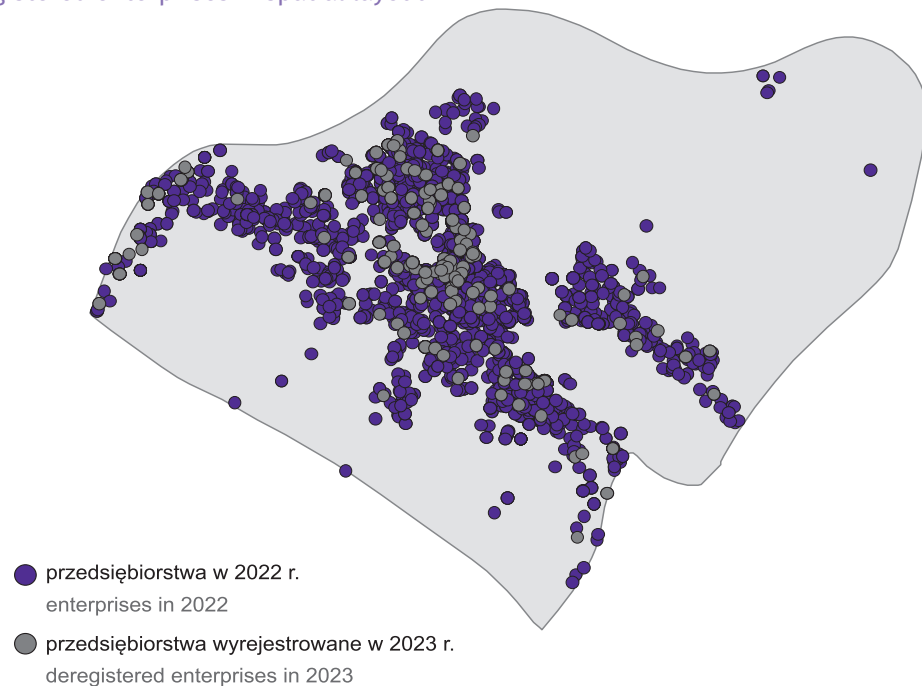 przedsiębiorstwa w 2022 r.
enterprises in 2022
przedsiębiorstwa wyrejestrowane w 2023 r.
deregistered enterprises in 2023